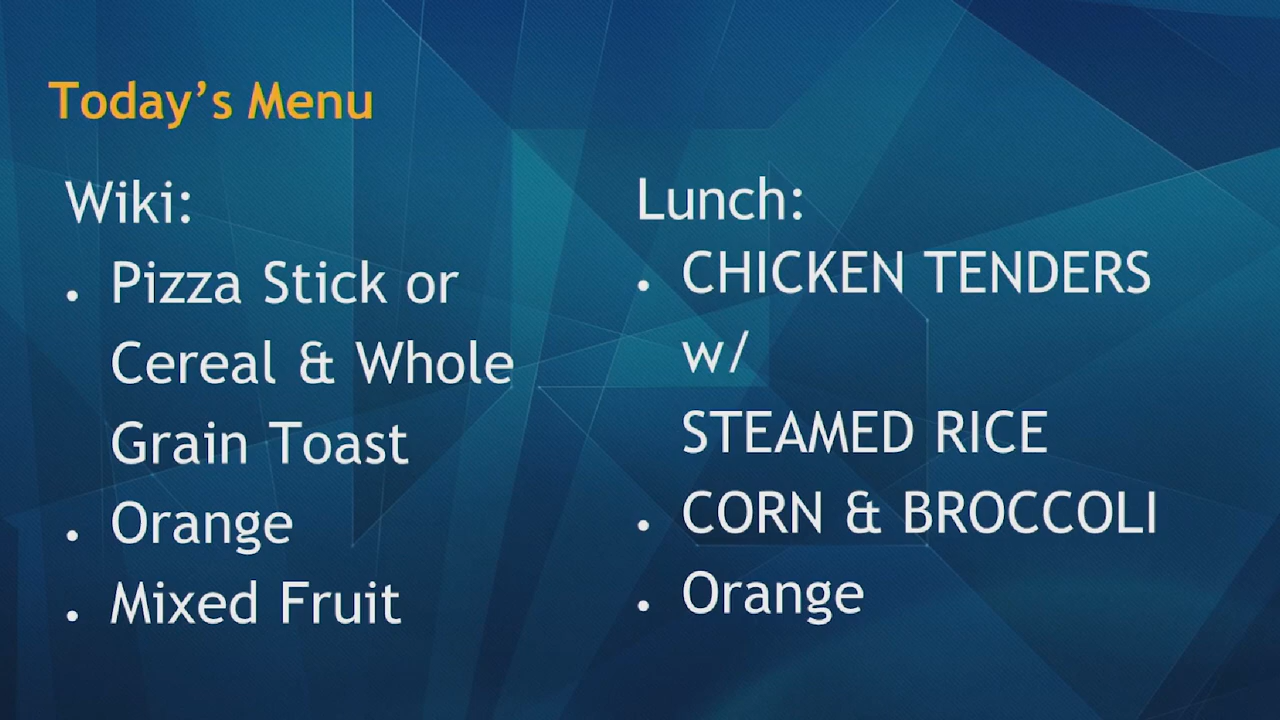 Today's Menu
Wiki:
• Pizza Stick or
Cereal & Whole
Grain Toast
• Orange
• Mixed Fruit
Lunch:
• CHICKEN TENDERS
w/
STEAMED RICE
• CORN & BROCCOLI
• Orange